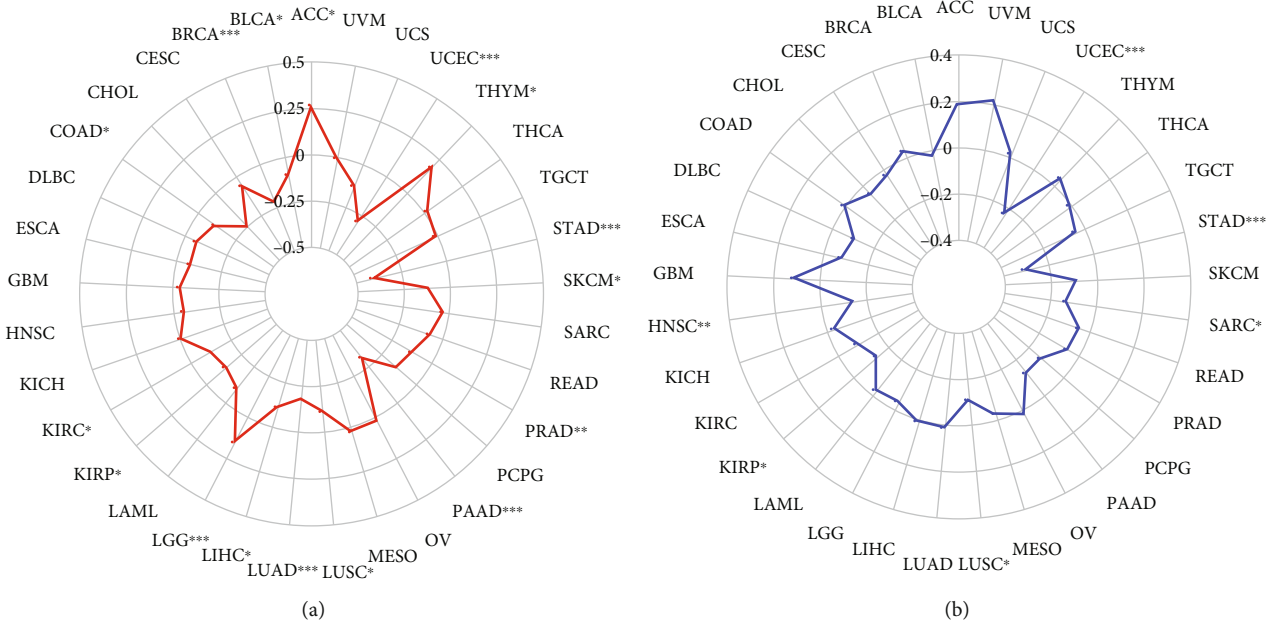 ACC*
UVM
UCS
UCEC***
THYM*
THCA
TGCT
STAD***
SKCM*
SARC
READ
PRAD**
PCPG
PAAD***
OV
MESO
LUSC*
LUAD***
LIHC*
LGG***
LAML
KIRP*
KIRC*
KICH
HNSC
GBM
ESCA
DLBC
COAD*
CHOL
CESC
BRCA***
BLCA*
0.5
0.25
0
−0.25
−0.5
(a)
ACC
UVM
UCS
UCEC***
THYM
THCA
TGCT
STAD***
SKCM
SARC*
READ
PRAD
PCPG
PAAD
OV
MESO
LUSC*
LUAD
LIHC
LGG
LAML
KIRP*
KIRC
KICH
HNSC**
GBM
ESCA
DLBC
COAD
CHOL
CESC
BRCA
BLCA
0.4
0.2
0
−0.2
−0.4
(b)